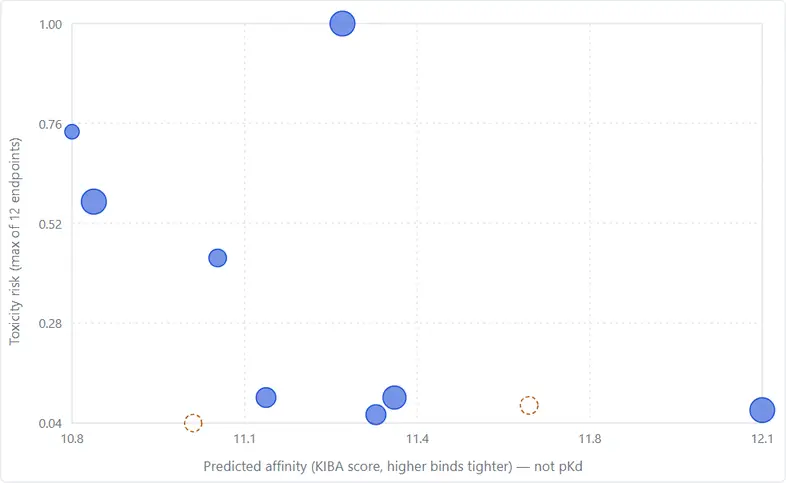 1.00
0.76
0.52
0.28
0.04
Toxicity risk (max of 12 endpoints)
10.8 11.1 11.4 11.8 12.1
Predicted affinity (KIBA score, higher binds tighter) — not pKd